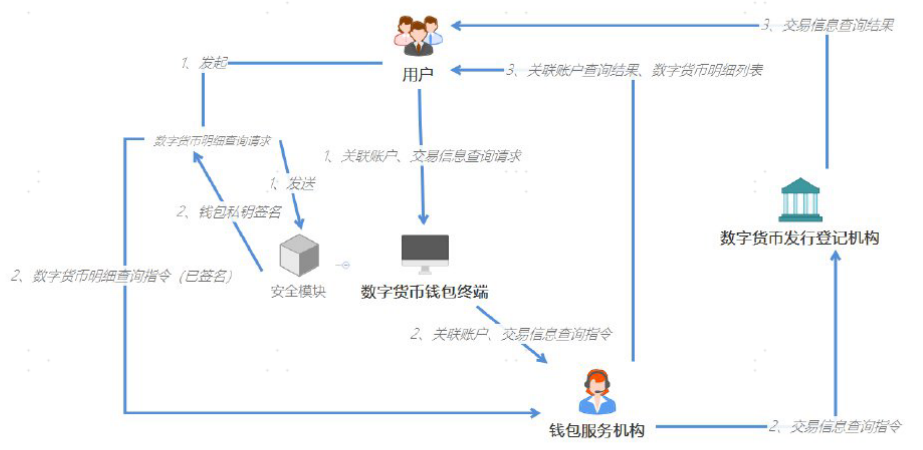 3、交易信息查询结果
1、发起
用户
3、关联账户查询结果、数字货币明细列表
数字货币明细查询请求
1、关联账户、交易信息查询请求
1、发送
2、钱包私钥签名
数字货币发行登记机构
2、数字货币明细查询指令（已签名）
安全模块
数字货币钱包终端
2、关联账户、交易信息查询指令
钱包服务机构
2、交易信息查询指令